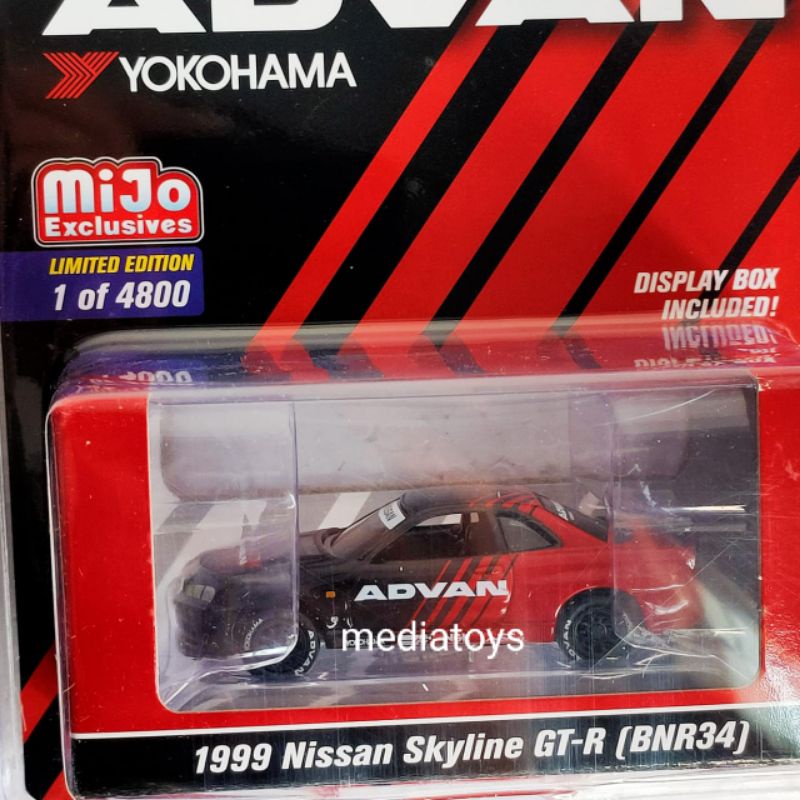 ADVAN
YOKOHAMA
MiJo
Exclusives
LIMITED EDITION
1 of 4800
DISPLAY BOX
INCLUDED!
ADVAN
mediatoys
ADVAN
1999 Nissan Skyline GT-R (BNR34)